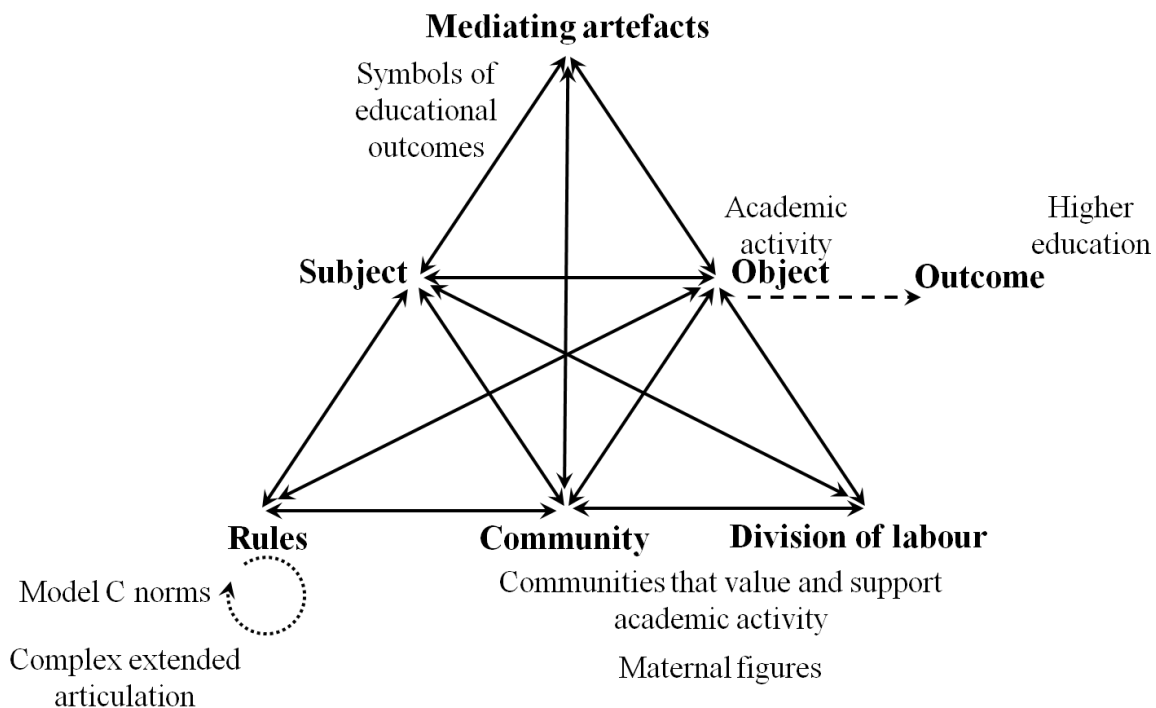 Mediating artefacts
Symbols of
educational
outcomes
Academic
activity
Higher
education
Subject
Object
Outcome
Rules
Community
Division of labour
Model C norms
Communities that value and support
academic activity
Complex extended
articulation
Maternal figures